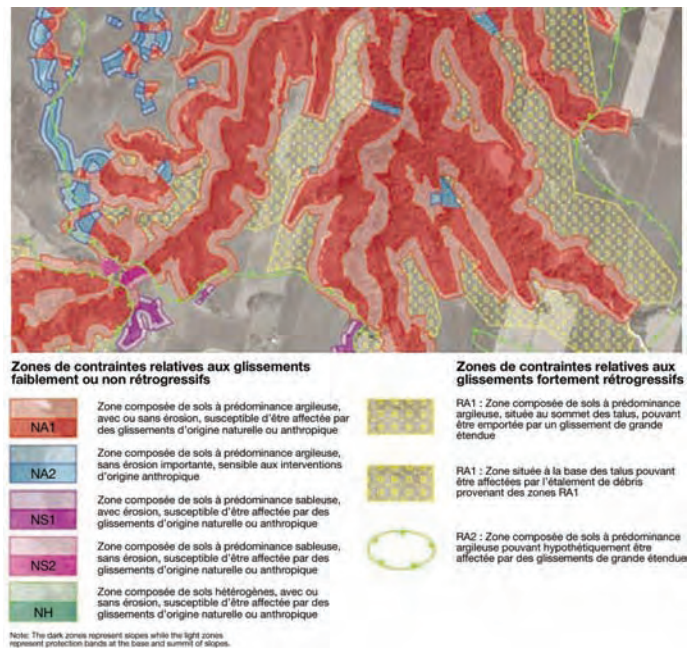 Zones de contraintes relatives aux glissements
faiblement ou non rétrogressifs
NA1
Zone composée de sols à prédominance argileuse,
avec ou sans érosion, susceptible d'être affectée par
des glissements d'origine naturelle ou anthropique
NA2
Zone composée de sols à prédominance argileuse,
sans érosion importante, sensible aux interventions
d'origine anthropique
NS1
Zone composée de sols à prédominance sableuse,
avec érosion, susceptible d'être affectée par des
glissements d'origine naturelle ou anthropique
NS2
Zone composée de sols à prédominance sableuse,
sans érosion, susceptible d'être affectée par des
glissements d'origine naturelle ou anthropique
NH
Zone composée de sols hétérogènes, avec ou
sans érosion, susceptible d'être affectée par des
glissements d'origine naturelle ou anthropique
Note: The dark zones represent slopes while the light zones
represent protection bands at the base and summit of slopes.
Zones de contraintes relatives aux
glissements fortement rétrogressifs
RA1 : Zone composée de sols à prédominance
argileuse, située au sommet des talus, pouvant
être emportée par un glissement de grande
étendue
RA1 : Zone située à la base des talus pouvant
être affectées par l'étalement de débris
provenant des zones RA1
RA2 : Zone composée de sols à prédominance
argileuse pouvant hypothétiquement être
affectée par des glissements de grande étendue